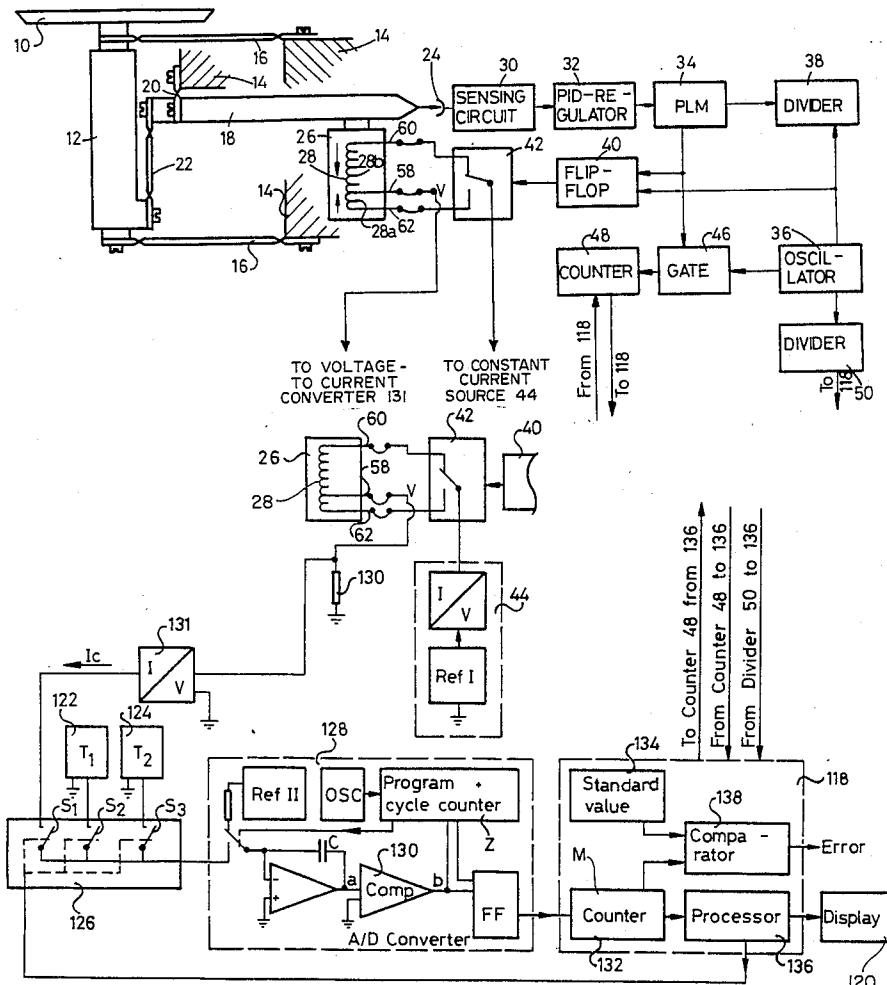 10
12
14
16
14
20
14
18
22
14
16
24
30
SENSING
CIRCUIT
32
PID-RE-
GULATOR
34
PLM
38
DIVIDER
26
60
28
28b
58
V
28a
62
42
40
FLIP-
FLOP
48
COUNTER
46
GATE
36
OSCIL-
LATOR
DIVIDER
50
From 118
To 118
To
118
TO VOLTAGE-
TO CURRENT
CONVERTER 131
TO CONSTANT
CURRENT
SOURCE 44
60
42
40
26
58
28
V
62
130
I
V
44
Ref I
To Counter 48 from 136
From Counter 48 to 136
From Divider 50 to 136
Ic
131
I
V
122
T1
124
T2
S1
S2
S3
126
128
Ref II
OSC
Program +
cycle counter
Z
C
-
+
a
130
Comp
b
FF
A/D Converter
134
Standard
value
118
138
Compa-
rator
Error
M
Counter
132
Processor
136
Display
120